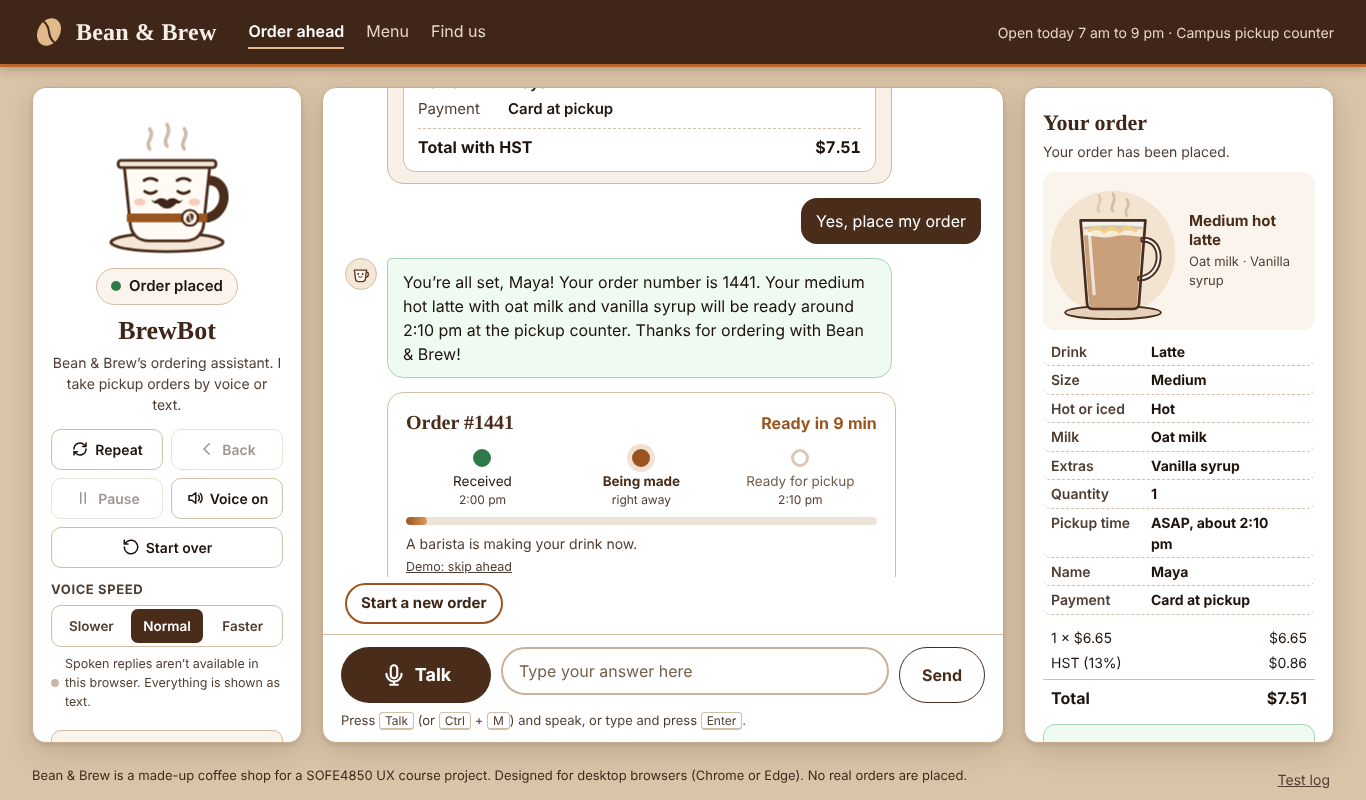 Bean & Brew
Order ahead
Menu
Find us
Open today 7 am to 9 pm · Campus pickup counter
Order placed
BrewBot
Bean & Brew’s ordering assistant. I
take pickup orders by voice or
text.
Repeat
Back
Pause
Voice on
Start over
VOICE SPEED
Slower
Normal
Faster
Spoken replies aren’t available in
this browser. Everything is shown as
text.
Payment Card at pickup
Total with HST $7.51
Yes, place my order
You’re all set, Maya! Your order number is 1441. Your medium
hot latte with oat milk and vanilla syrup will be ready around
2:10 pm at the pickup counter. Thanks for ordering with Bean
& Brew!
Order #1441
Ready in 9 min
Received
2:00 pm
Being made
right away
Ready for pickup
2:10 pm
A barista is making your drink now.
Demo: skip ahead
Start a new order
Talk
Type your answer here
Send
Press Talk (or Ctrl + M) and speak, or type and press Enter.
Your order
Your order has been placed.
Medium hot
latte
Oat milk · Vanilla
syrup
Drink Latte
Size Medium
Hot or iced Hot
Milk Oat milk
Extras Vanilla syrup
Quantity 1
Pickup time ASAP, about 2:10
pm
Name Maya
Payment Card at pickup
1 × $6.65 $6.65
HST (13%) $0.86
Total $7.51
Bean & Brew is a made-up coffee shop for a SOFE4850 UX course project. Designed for desktop browsers (Chrome or Edge). No real orders are placed.
Test log